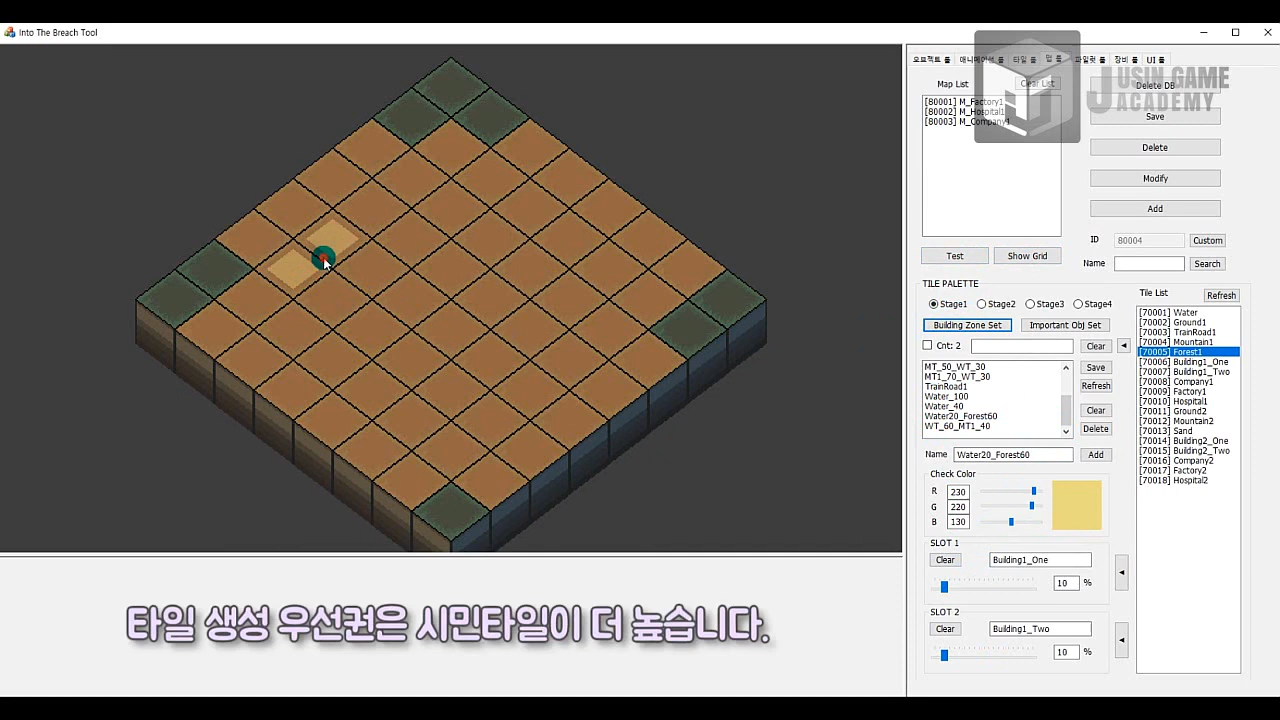 Into The Breach Tool
오브젝트 툴 애니메이션 툴 타일 툴 맵 툴 파일럿 툴 장비 툴 UI 툴
JUSIN GAME ACADEMY
Map List
Clear List
Delete DB
[80001] M_Factory1
[80002] M_Hospital1
[80003] M_Company1
Save
Delete
Modify
Add
ID 80004 Custom
Test Show Grid
Name Search
TILE PALETTE
Tile List Refresh
Stage1 Stage2 Stage3 Stage4
Building Zone Set Important Obj Set
Cnt: 2 Clear ◄
MT_50_WT_30
MT1_70_WT_30
TrainRoad1
Water_100
Water_40
Water20_Forest60
WT_60_MT1_40
Save
Refresh
Clear
Delete
Name Water20_Forest60 Add
Check Color
R 230
G 220
B 130
SLOT 1
Clear Building1_One ◄
10 %
SLOT 2
Clear Building1_Two ◄
10 %
[70001] Water
[70002] Ground1
[70003] TrainRoad1
[70004] Mountain1
[70005] Forest1
[70006] Building1_One
[70007] Building1_Two
[70008] Company1
[70009] Factory1
[70010] Hospital1
[70011] Ground2
[70012] Mountain2
[70013] Sand
[70014] Building2_One
[70015] Building2_Two
[70016] Company2
[70017] Factory2
[70018] Hospital2
타일 생성 우선권은 시민타일이 더 높습니다.